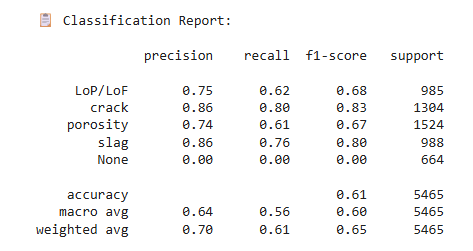 📋 Classification Report:
precision recall f1-score support
LoP/LoF 0.75 0.62 0.68 985
crack 0.86 0.80 0.83 1304
porosity 0.74 0.61 0.67 1524
slag 0.86 0.76 0.80 988
None 0.00 0.00 0.00 664
accuracy 0.61 5465
macro avg 0.64 0.56 0.60 5465
weighted avg 0.70 0.61 0.65 5465